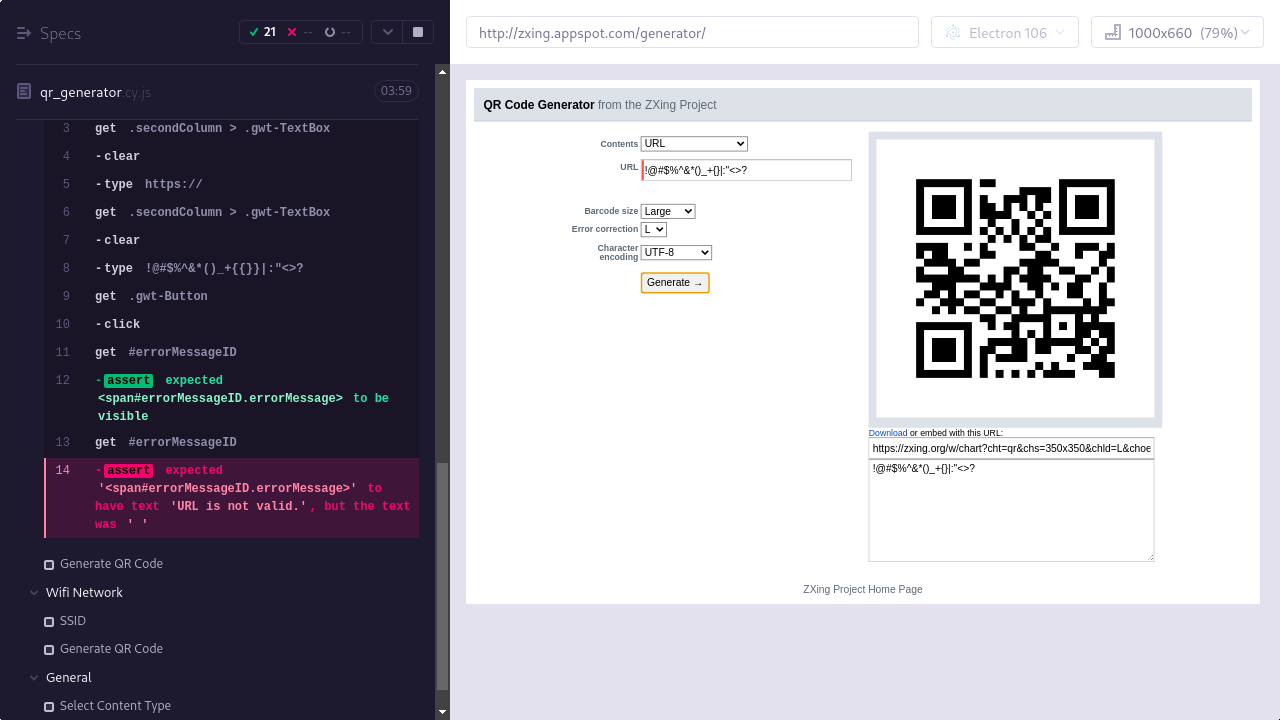 Specs
21
--
--
qr_generator.cy.js
03:59
3 get .secondColumn > .gwt-TextBox
4 -clear
5 -type https://
6 get .secondColumn > .gwt-TextBox
7 -clear
8 -type !@#$%^&*()_+{{}}|:"<>?
9 get .gwt-Button
10 -click
11 get #errorMessageID
12 -assert expected
<span#errorMessageID.errorMessage> to be
visible
13 get #errorMessageID
14 -assert expected
'<span#errorMessageID.errorMessage>' to
have text 'URL is not valid.', but the text
was ' '
Generate QR Code
Wifi Network
SSID
Generate QR Code
General
Select Content Type
http://zxing.appspot.com/generator/
Electron 106
1000x660 (79%)
QR Code Generator from the ZXing Project
Contents URL
URL !@#$%^&*()_+{}|:"<>?
Barcode size Large
Error correction L
Character
encoding UTF-8
Generate →
Download or embed with this URL:
https://zxing.org/w/chart?cht=qr&chs=350x350&chld=L&choe
!@#$%^&*()_+{}|:"<>?
ZXing Project Home Page